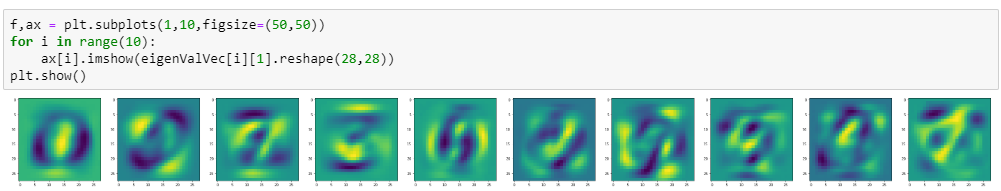 f,ax = plt.subplots(1,10,figsize=(50,50))
for i in range(10):
    ax[i].imshow(eigenValVec[i][1].reshape(28,28))
plt.show()